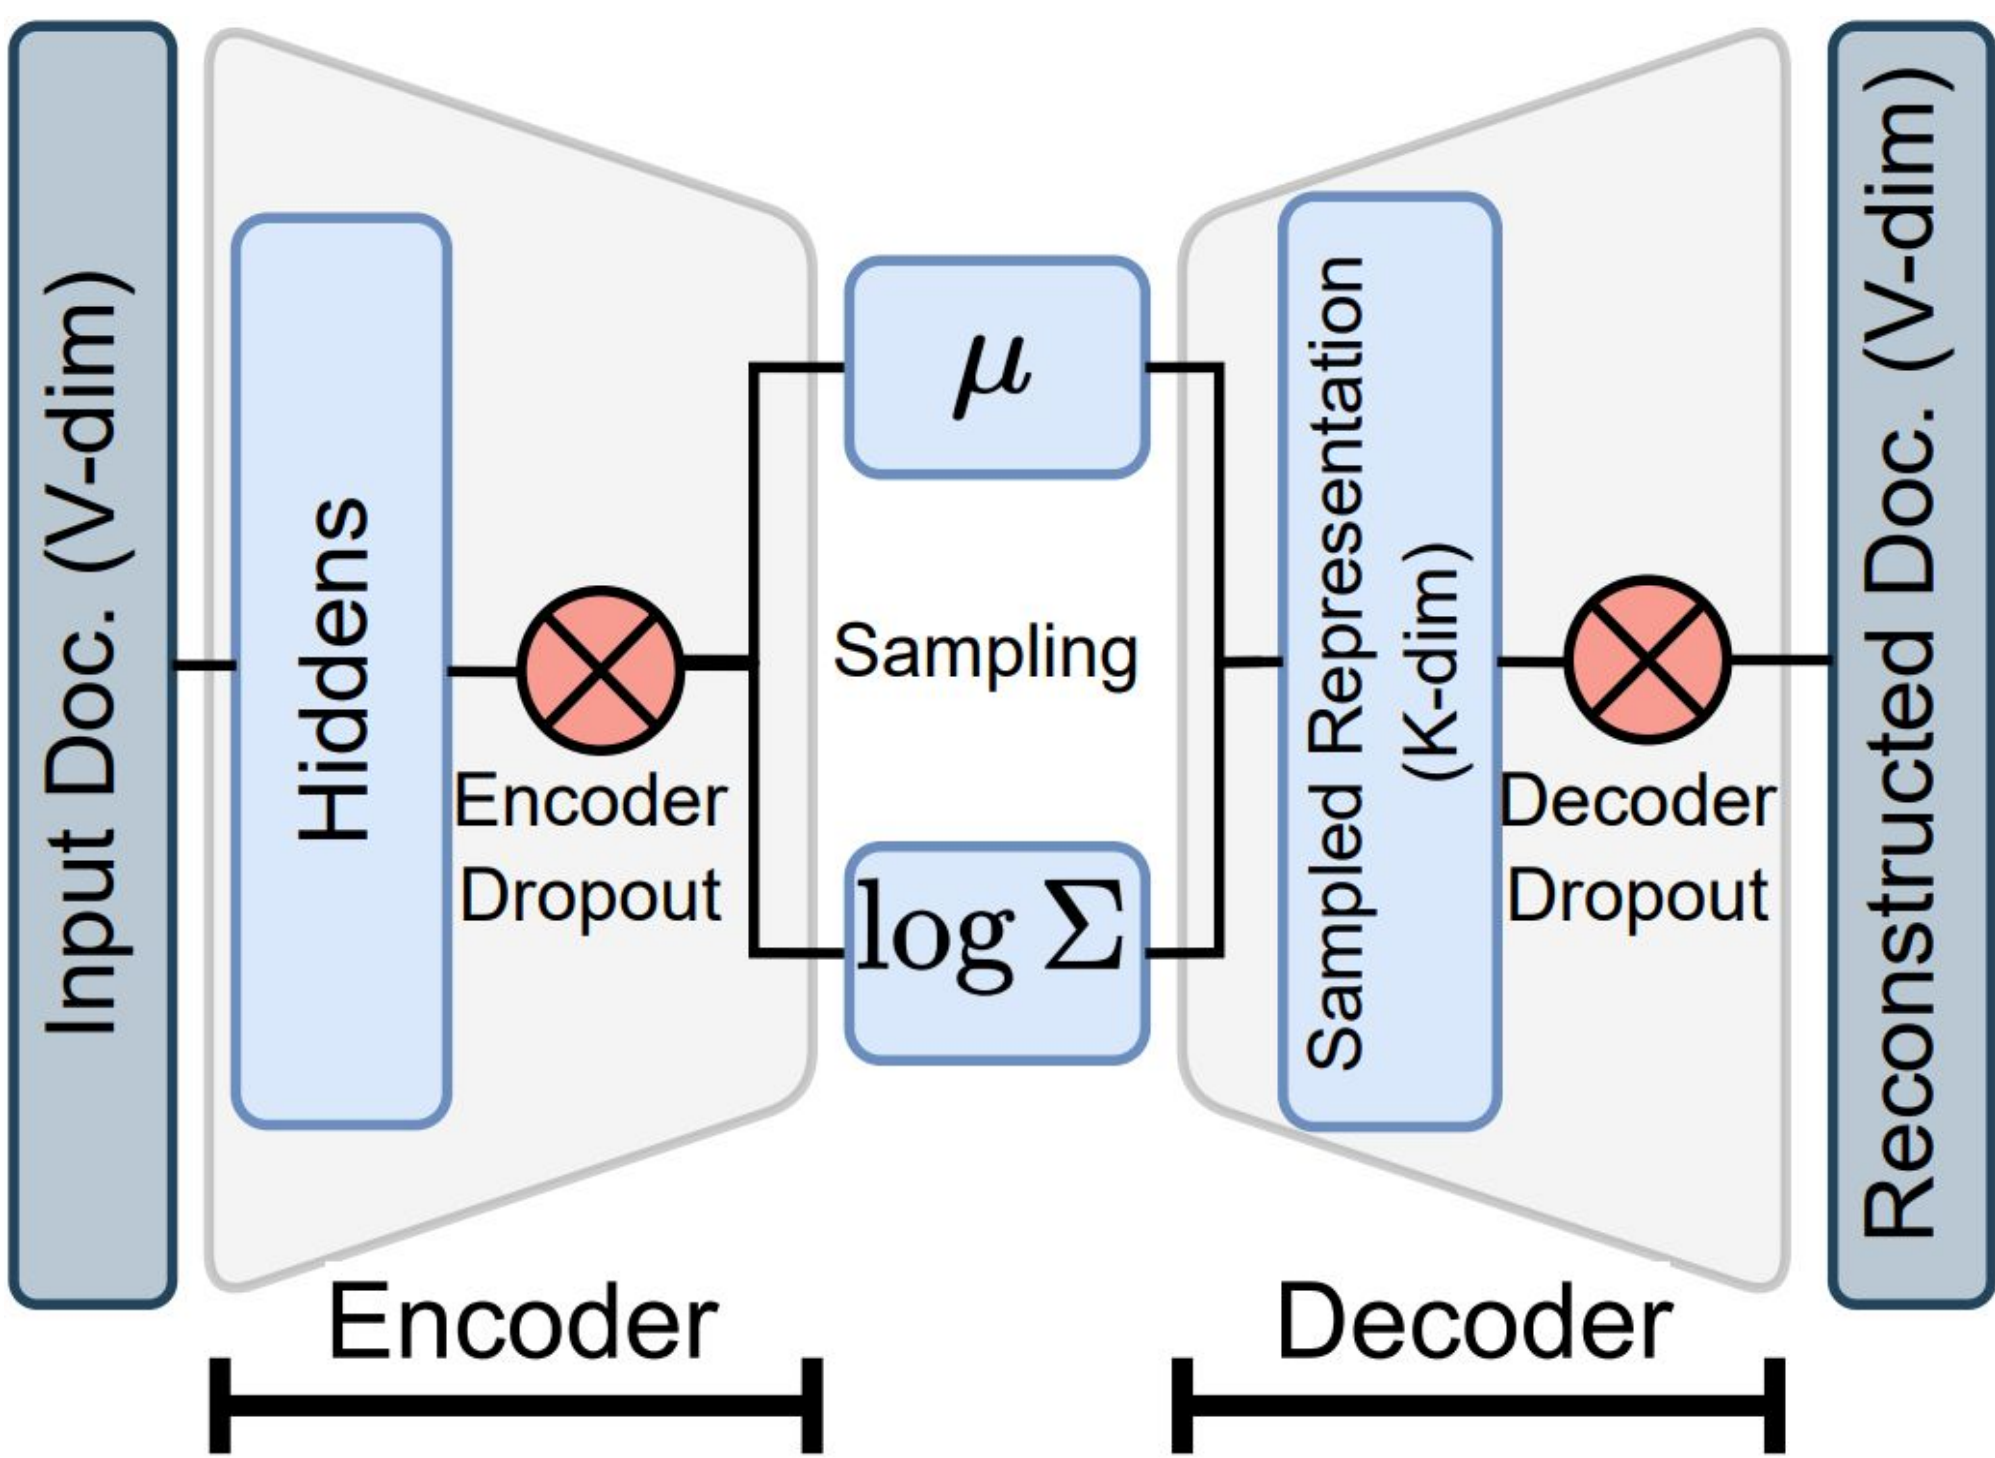 Input Doc. (V-dim)
Hiddens
Encoder
Dropout
μ
Sampling
log Σ
Sampled Representation
(K-dim)
Decoder
Dropout
Reconstructed Doc. (V-dim)
Encoder
Decoder